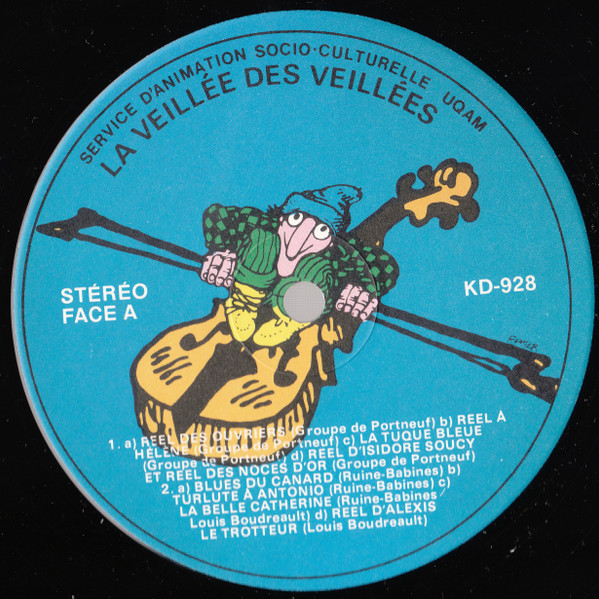 SERVICE D'ANIMATION SOCIO-CULTURELLE UQAM
LA VEILLÉE DES VEILLÉES
STÉRÉO
FACE A
KD-928
1. a) REEL DES OUVRIERS (Groupe de Portneuf) b) REEL À
HÉLÈNE (Groupe de Portneuf) c) LA TUQUE BLEUE
(Groupe de Portneuf) d) REEL D'ISIDORE SOUCY
ET REEL DES NOCES D'OR (Groupe de Portneuf)
2. a) BLUES DU CANARD (Ruine-Babines) b)
TURLUTE À ANTONIO (Ruine-Babines) c)
LA BELLE CATHERINE (Ruine-Babines/
Louis Boudreault) d) REEL D'ALEXIS
LE TROTTEUR (Louis Boudreault)